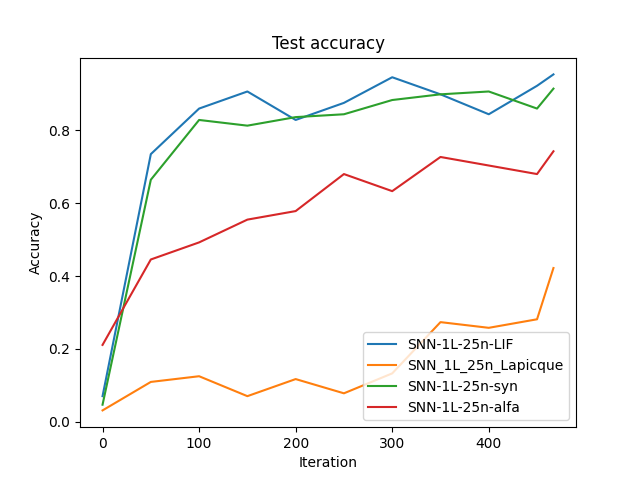 Test accuracy
Accuracy
0.8
0.6
0.4
0.2
0.0
SNN-1L-25n-LIF
SNN_1L_25n_Lapicque
SNN-1L-25n-syn
SNN-1L-25n-alfa
0
100
200
300
400
Iteration